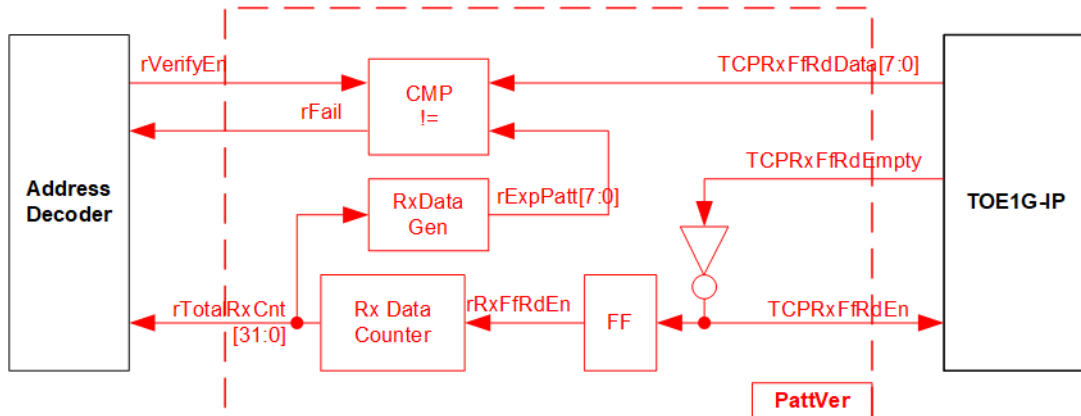 rVerifyEn
TCPRxFfRdData[7:0]
CMP
!=
rFail
TCPRxFfRdEmpty
Address
Decoder
RxData
Gen
rExpPatt[7:0]
TOE1G-IP
rTotalRxCnt
[31:0]
Rx Data
Counter
rRxFfRdEn
FF
TCPRxFfRdEn
PattVer